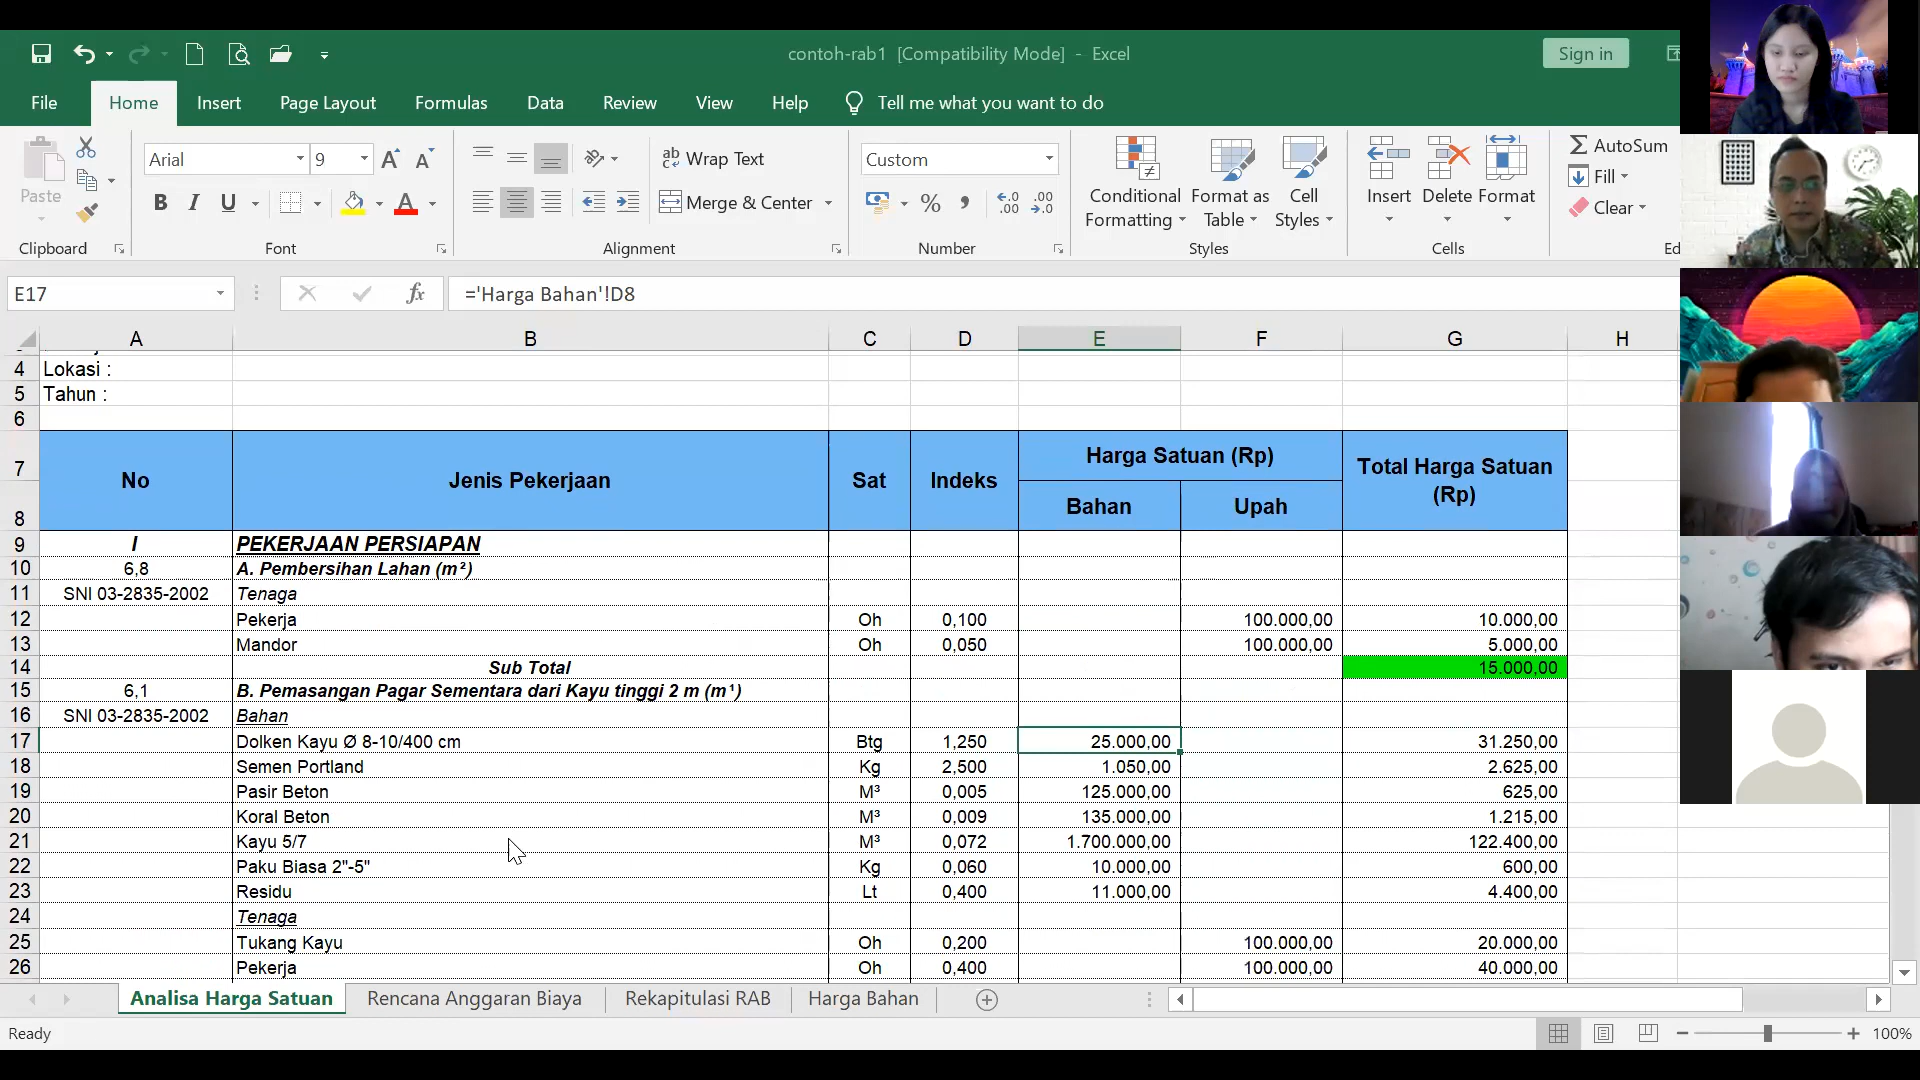 contoh-rab1 [Compatibility Mode] - Excel
Sign in
File Home Insert Page Layout Formulas Data Review View Help Tell me what you want to do
Paste
Clipboard
Arial 9
B I U
Font
Wrap Text
Merge & Center
Alignment
Custom
% ,
Number
Conditional Formatting
Format as Table
Cell Styles
Styles
Insert Delete Format
Cells
AutoSum
Fill
Clear
E17 fx ='Harga Bahan'!D8
A B C D E F G H
4 Lokasi :
5 Tahun :
6
7 No Jenis Pekerjaan Sat Indeks Harga Satuan (Rp) Total Harga Satuan (Rp)
8 Bahan Upah
9 I PEKERJAAN PERSIAPAN
10 6,8 A. Pembersihan Lahan (m²)
11 SNI 03-2835-2002 Tenaga
12 Pekerja Oh 0,100 100.000,00 10.000,00
13 Mandor Oh 0,050 100.000,00 5.000,00
14 Sub Total 15.000,00
15 6,1 B. Pemasangan Pagar Sementara dari Kayu tinggi 2 m (m¹)
16 SNI 03-2835-2002 Bahan
17 Dolken Kayu Ø 8-10/400 cm Btg 1,250 25.000,00 31.250,00
18 Semen Portland Kg 2,500 1.050,00 2.625,00
19 Pasir Beton M³ 0,005 125.000,00 625,00
20 Koral Beton M³ 0,009 135.000,00 1.215,00
21 Kayu 5/7 M³ 0,072 1.700.000,00 122.400,00
22 Paku Biasa 2"-5" Kg 0,060 10.000,00 600,00
23 Residu Lt 0,400 11.000,00 4.400,00
24 Tenaga
25 Tukang Kayu Oh 0,200 100.000,00 20.000,00
26 Pekerja Oh 0,400 100.000,00 40.000,00
Analisa Harga Satuan Rencana Anggaran Biaya Rekapitulasi RAB Harga Bahan
Ready 100%